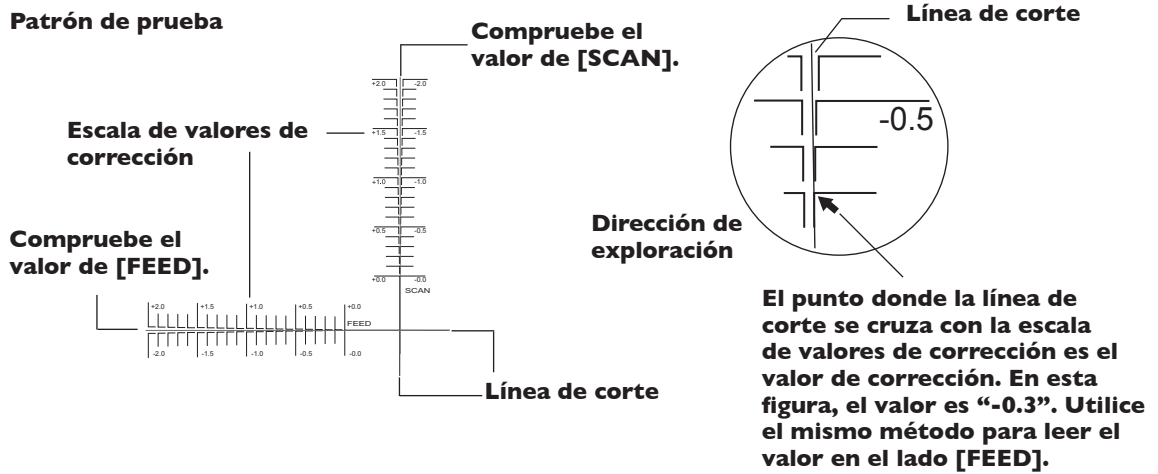 Patrón de prueba
Compruebe el
valor de [SCAN].
Línea de corte
+2.0 -2.0
+1.5 -1.5
+1.0 -1.0
+0.5 -0.5
+0.0 -0.0
SCAN
Escala de valores de
corrección
Compruebe el
valor de [FEED].
+2.0 +1.5 +1.0 +0.5 +0.0
FEED
-2.0 -1.5 -1.0 -0.5 -0.0
Línea de corte
-0.5
Dirección de
exploración
El punto donde la línea de
corte se cruza con la escala
de valores de corrección es el
valor de corrección. En esta
figura, el valor es “-0.3”. Utilice
el mismo método para leer el
valor en el lado [FEED].